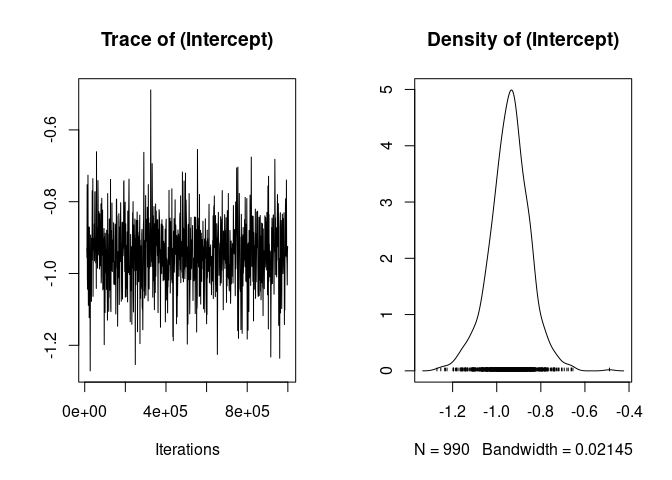 Trace of (Intercept)
-0.6
-0.8
-1.0
-1.2
0e+00 4e+05 8e+05
Iterations
Density of (Intercept)
5
4
3
2
1
0
-1.2 -1.0 -0.8 -0.6 -0.4
N = 990 Bandwidth = 0.02145